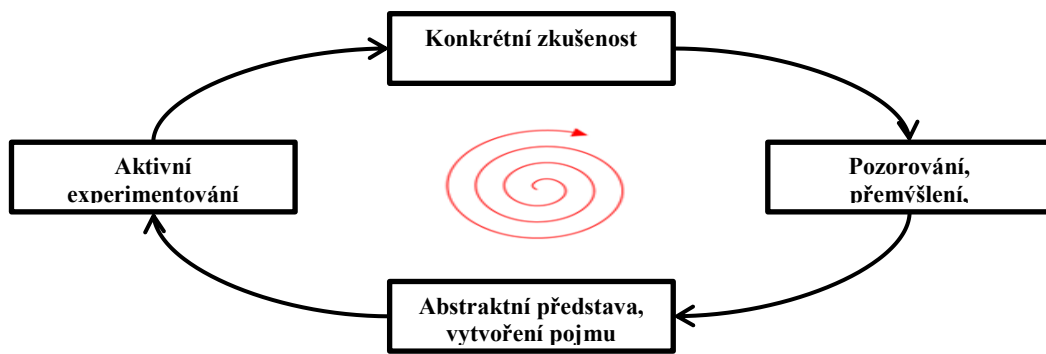 Konkrétní zkušenost
Aktivní
experimentování
Pozorování,
přemýšlení,
Abstraktní představa,
vytvoření pojmu